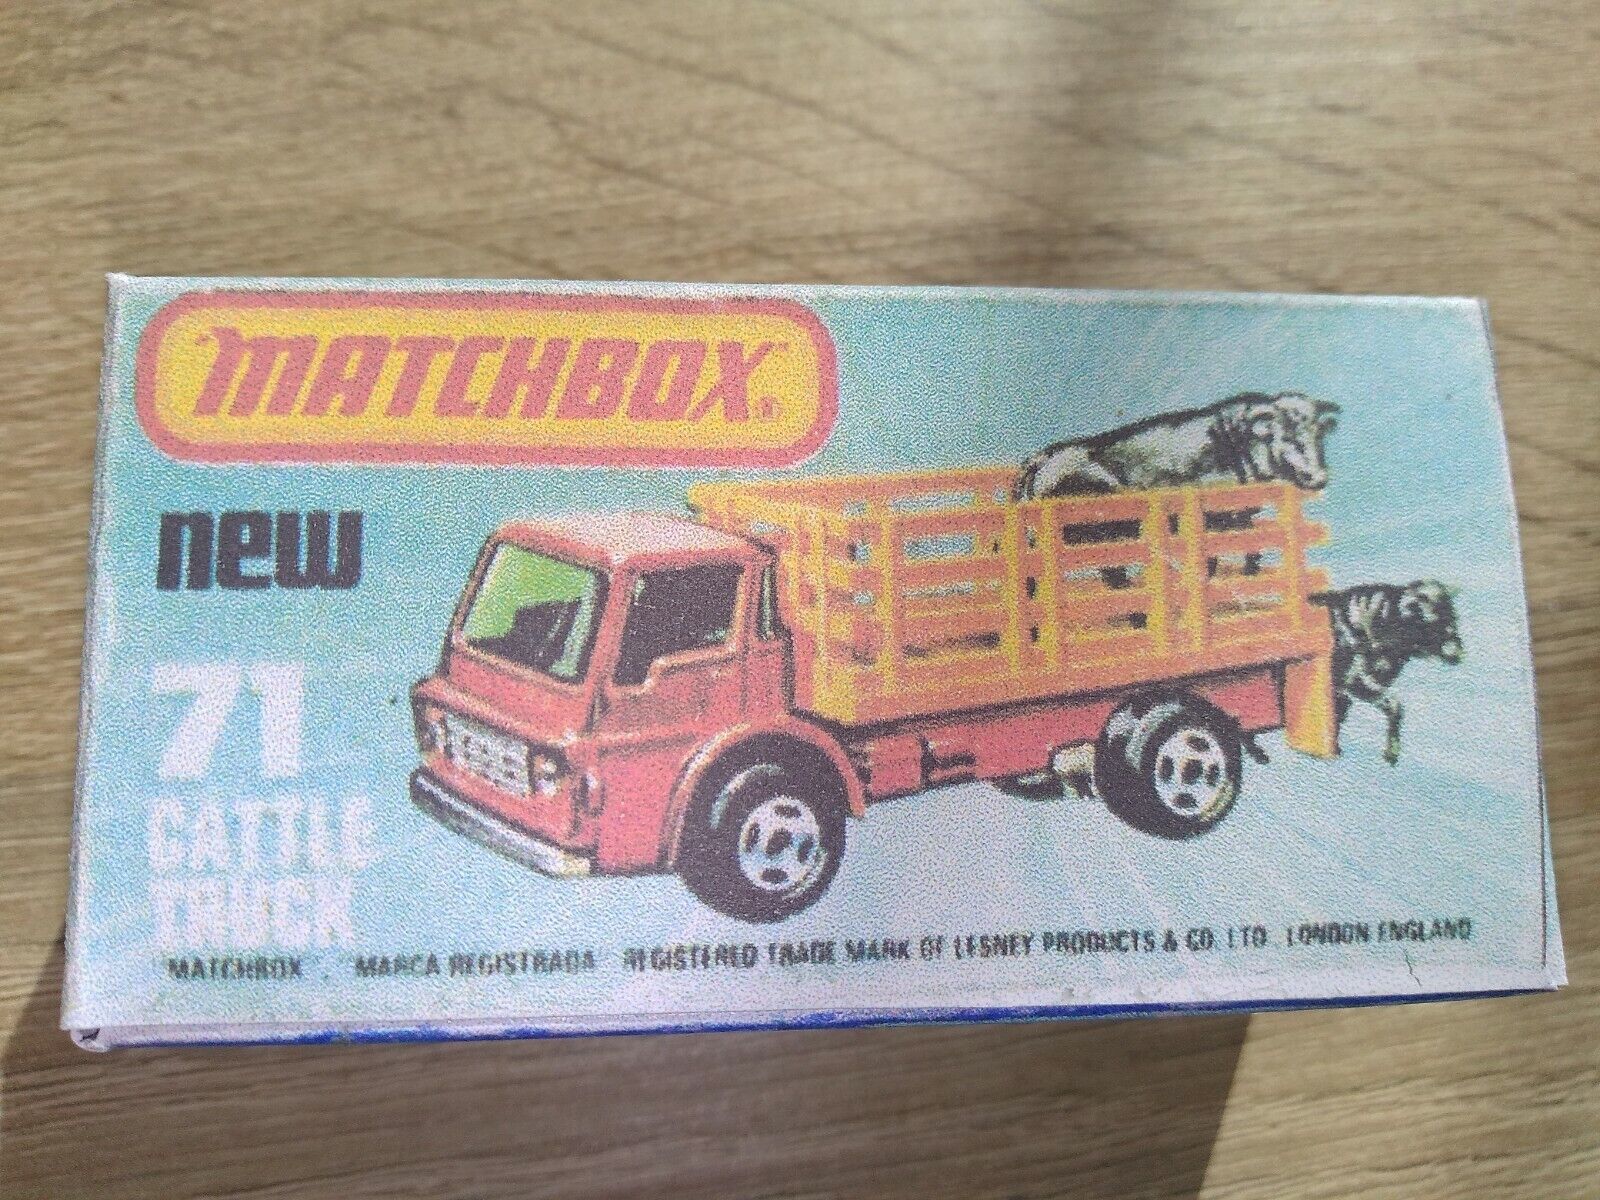 MATCHBOX®
new
71
CATTLE
TRUCK
MATCHBOX . MARCA REGISTRADA REGISTERED TRADE MARK OF LESNEY PRODUCTS & CO. LTD. LONDON ENGLAND